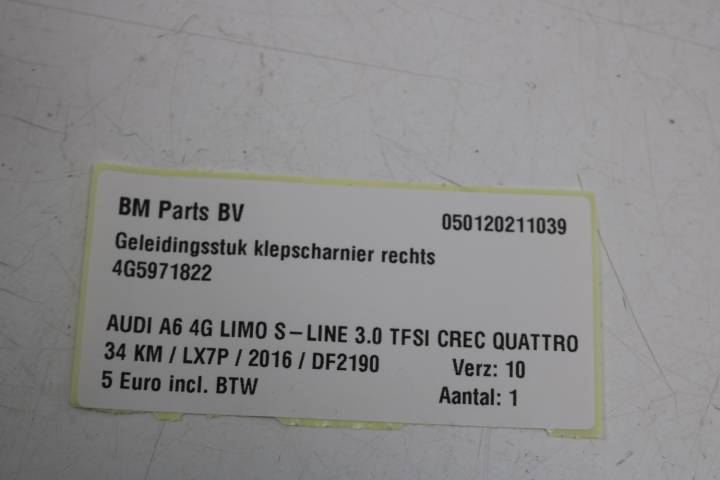 BM Parts BV 050120211039
Geleidingsstuk klepscharnier rechts
4G5971822
AUDI A6 4G LIMO S-LINE 3.0 TFSI CREC QUATTRO
34 KM / LX7P / 2016 / DF2190 Verz: 10
5 Euro incl. BTW Aantal: 1